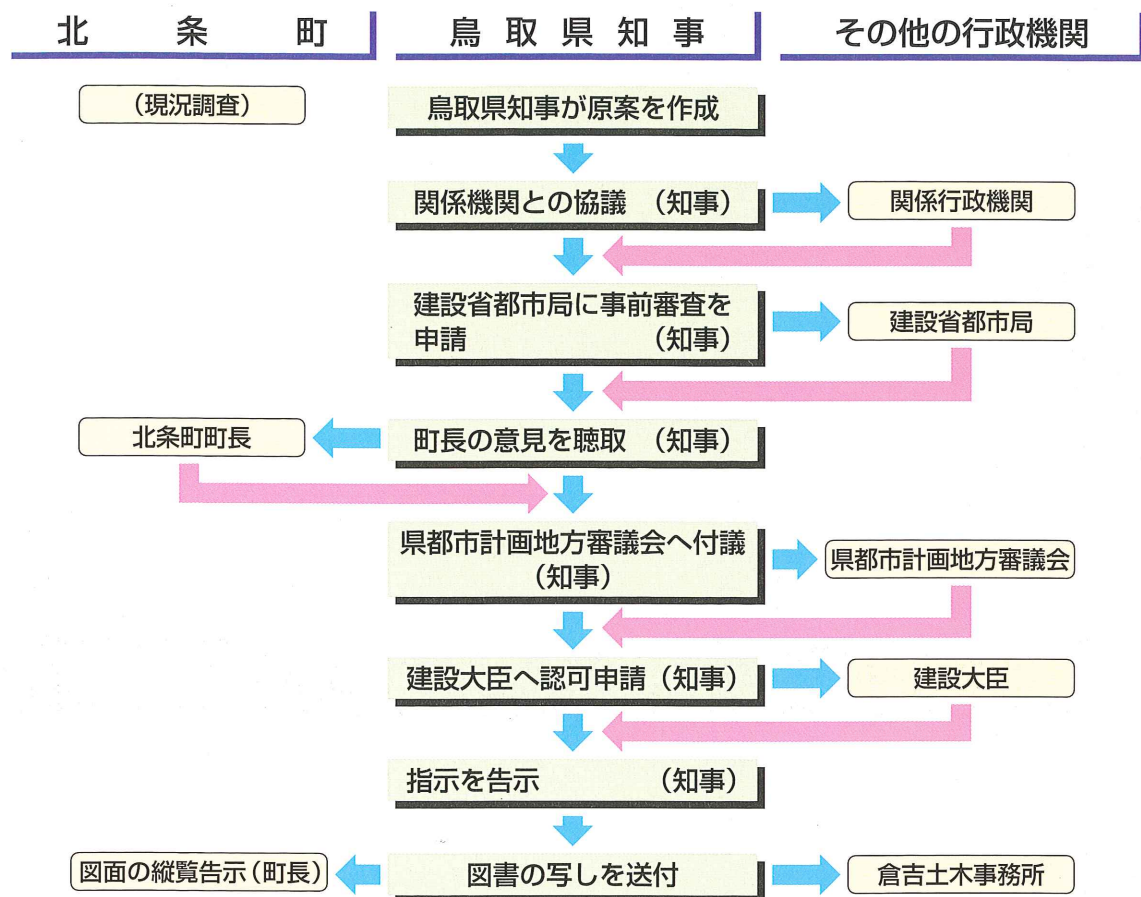 北条町
鳥取県知事
その他の行政機関
(現況調査)
鳥取県知事が原案を作成
関係機関との協議 (知事)
関係行政機関
建設省都市局に事前審査を
申請 (知事)
建設省都市局
北条町町長
町長の意見を聴取 (知事)
県都市計画地方審議会へ付議
(知事)
県都市計画地方審議会
建設大臣へ認可申請 (知事)
建設大臣
指示を告示 (知事)
図面の縦覧告示 (町長)
図書の写しを送付
倉吉土木事務所